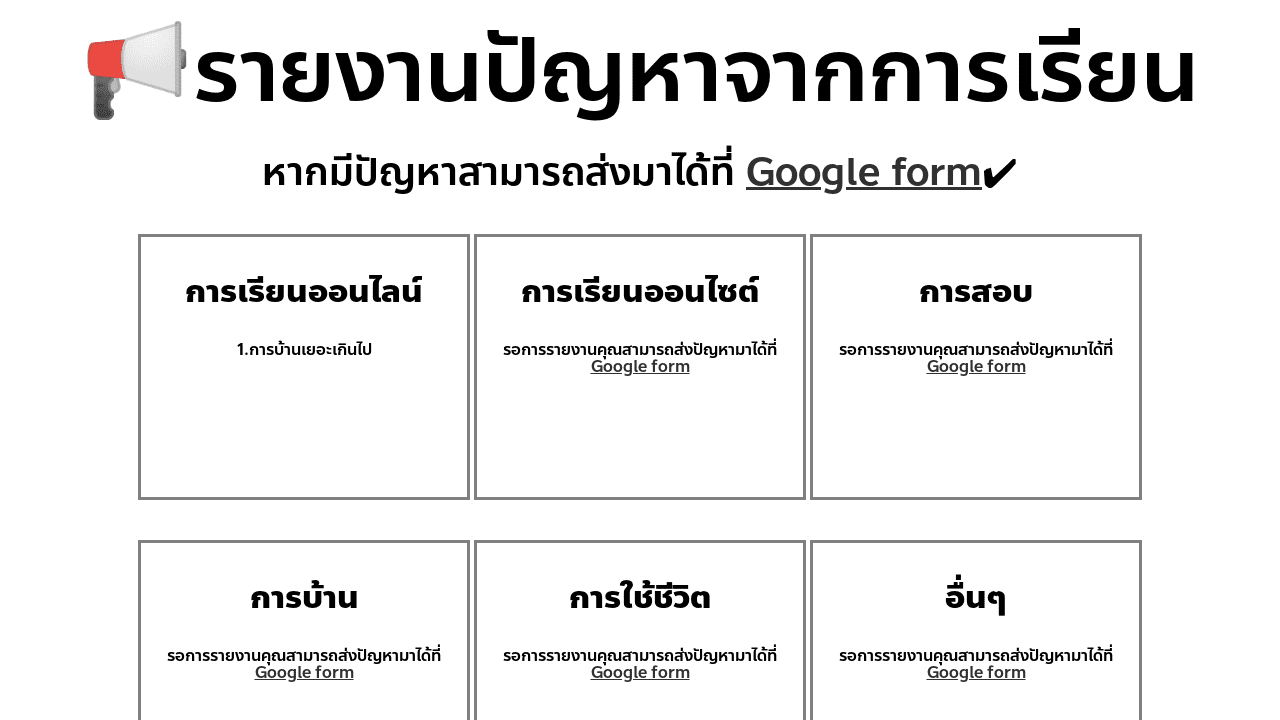 📢รายงานปัญหาจากการเรียน
หากมีปัญหาสามารถส่งมาได้ที่ Google form✔
การเรียนออนไลน์
1.การบ้านเยอะเกินไป
การเรียนออนไซต์
รอการรายงานคุณสามารถส่งปัญหามาได้ที่
Google form
การสอบ
รอการรายงานคุณสามารถส่งปัญหามาได้ที่
Google form
การบ้าน
รอการรายงานคุณสามารถส่งปัญหามาได้ที่
Google form
การใช้ชีวิต
รอการรายงานคุณสามารถส่งปัญหามาได้ที่
Google form
อื่นๆ
รอการรายงานคุณสามารถส่งปัญหามาได้ที่
Google form